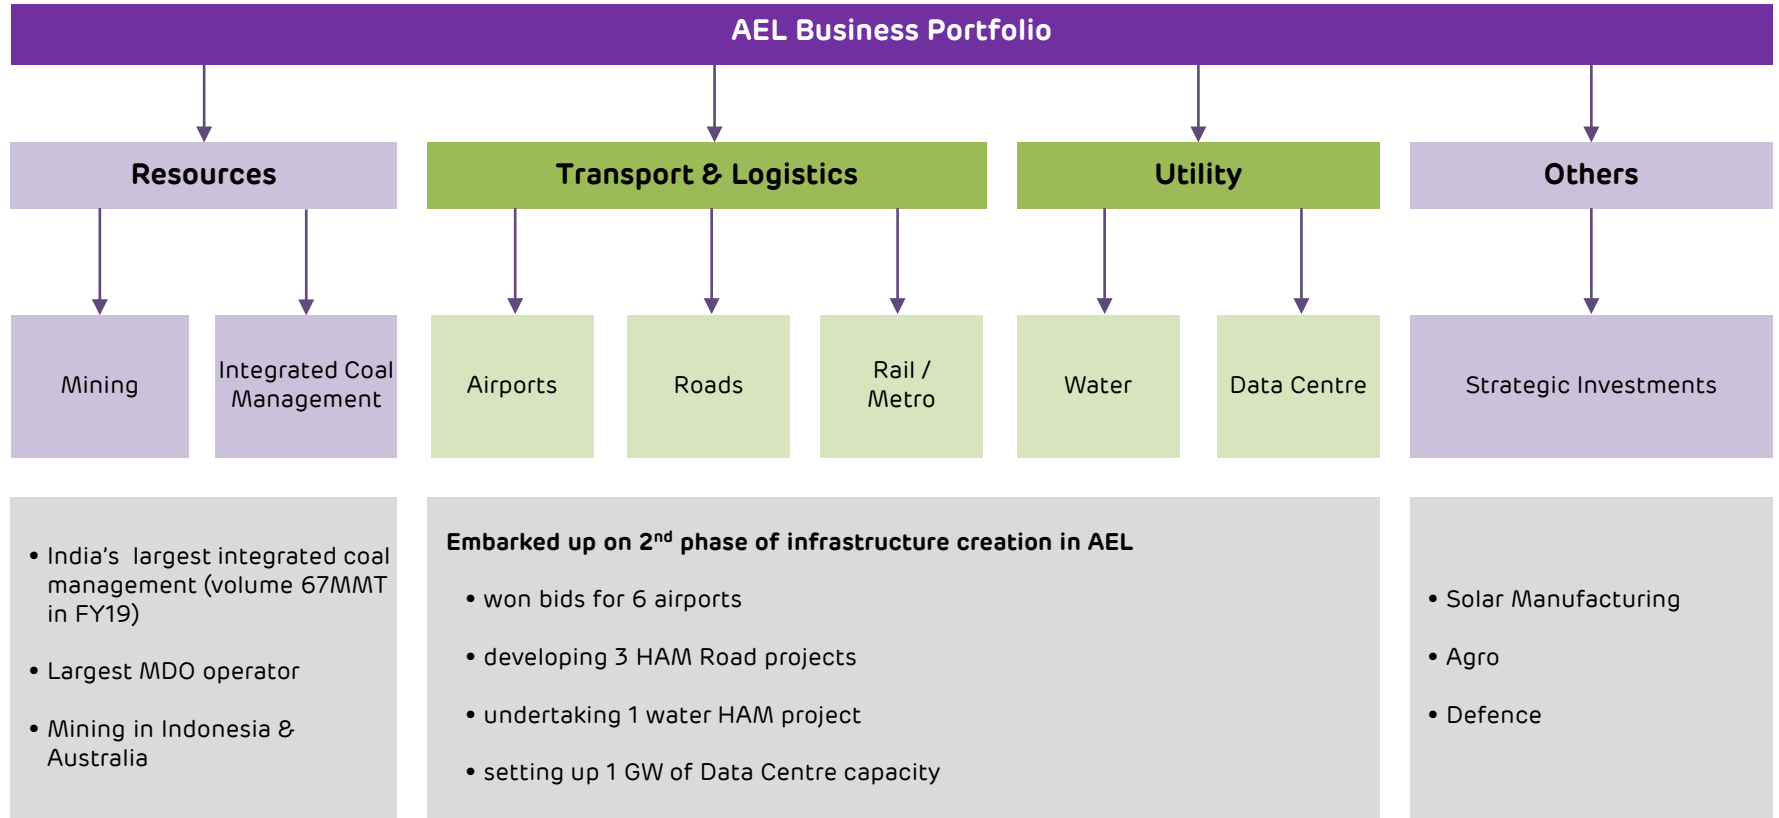 AEL Business Portfolio
Resources
Transport & Logistics
Utility
Others
Mining
Integrated Coal
Management
Airports
Roads
Rail /
Metro
Water
Data Centre
Strategic Investments
• India's largest integrated coal
management (volume 67MMT
in FY19)
• Largest MDO operator
• Mining in Indonesia &
Australia
Embarked up on 2nd phase of infrastructure creation in AEL
• won bids for 6 airports
• developing 3 HAM Road projects
• undertaking 1 water HAM project
• setting up 1 GW of Data Centre capacity
• Solar Manufacturing
• Agro
• Defence